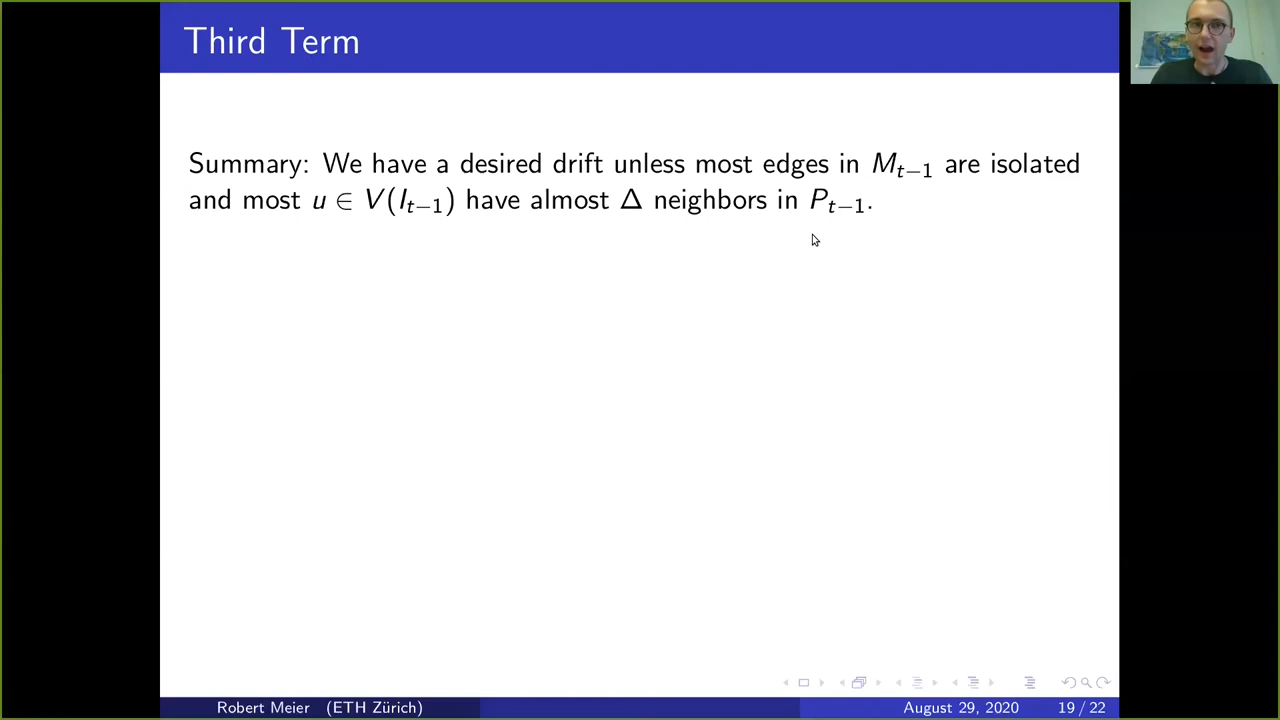 Third Term
Summary: We have a desired drift unless most edges in M_{t−1} are isolated
and most u ∈ V(I_{t−1}) have almost Δ neighbors in P_{t−1}.
Robert Meier (ETH Zürich) August 29, 2020 19 / 22